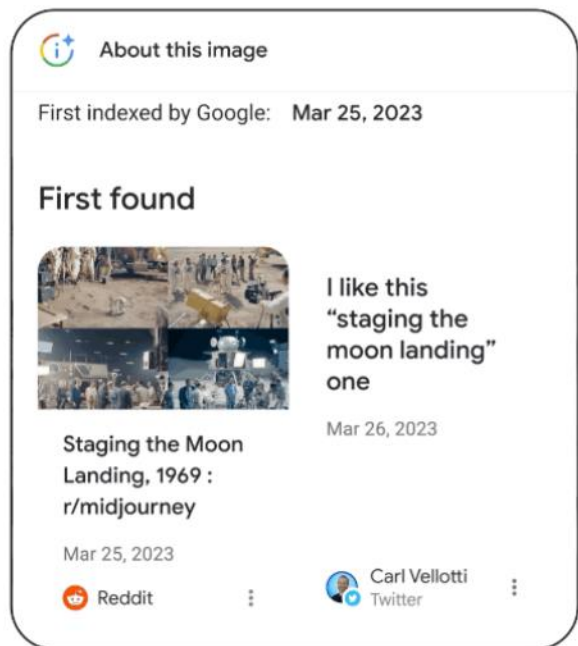 About this image
First indexed by Google: Mar 25, 2023
First found
Staging the Moon
Landing, 1969 :
r/midjourney
Mar 25, 2023
Reddit
I like this
“staging the
moon landing”
one
Mar 26, 2023
Carl Vellotti
Twitter